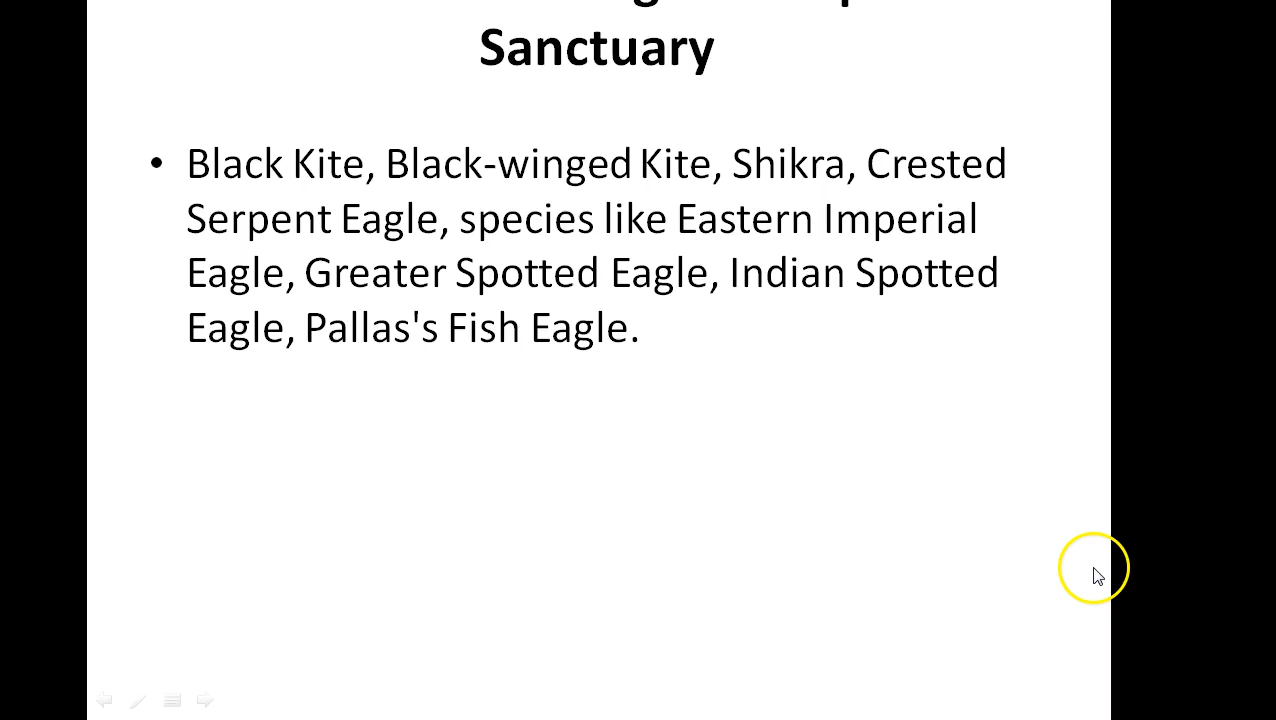 Sanctuary
• Black Kite, Black-winged Kite, Shikra, Crested
Serpent Eagle, species like Eastern Imperial
Eagle, Greater Spotted Eagle, Indian Spotted
Eagle, Pallas's Fish Eagle.